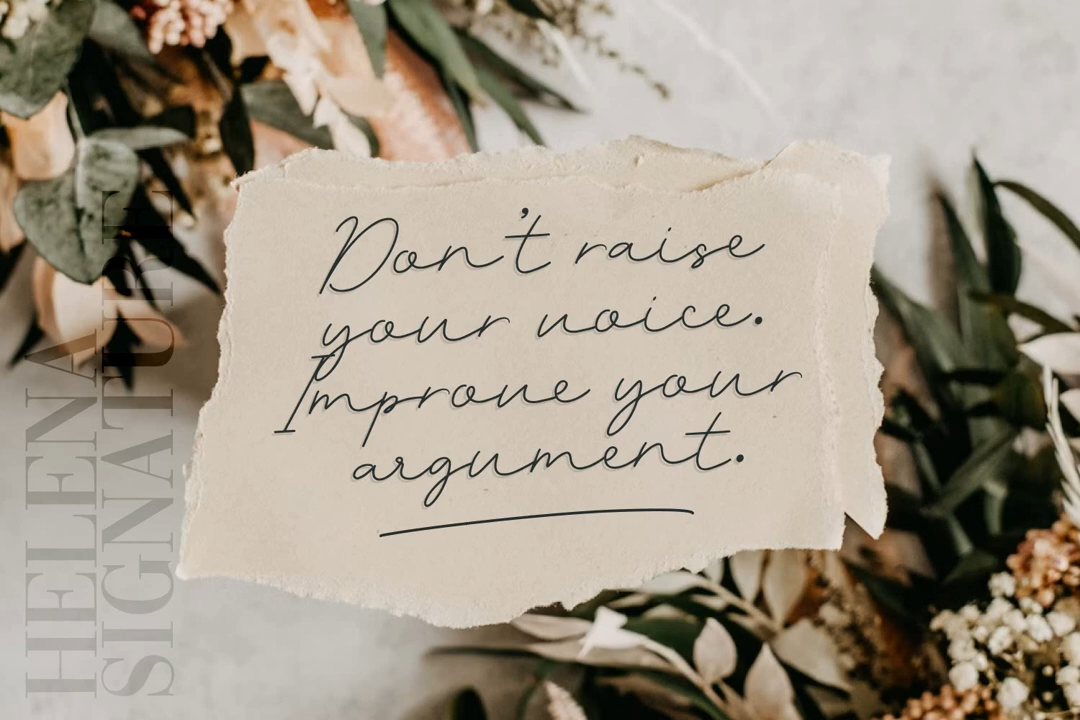 Don't raise
your voice.
Improve your
argument.
HELENA
SIGNATURE